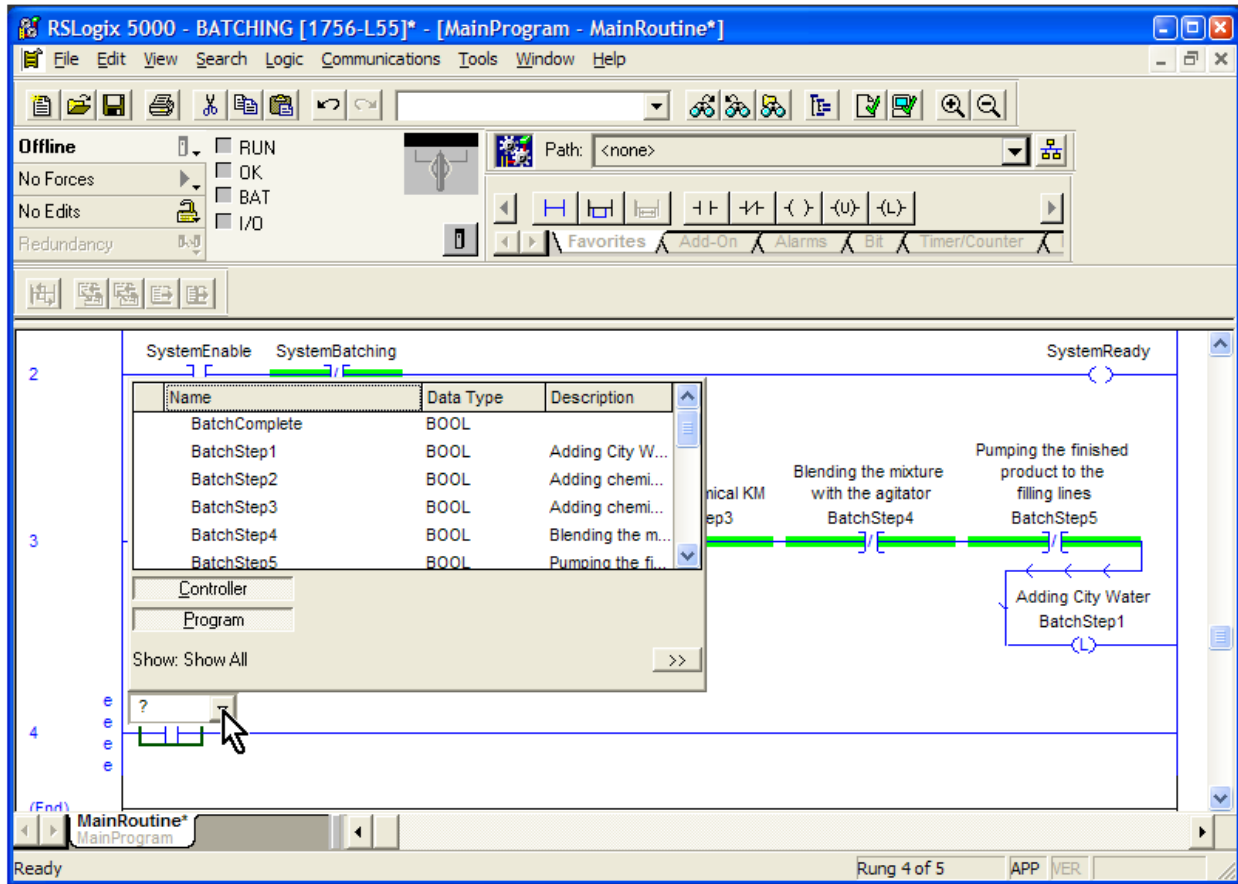 RSLogix 5000 - BATCHING [1756-L55]* - [MainProgram - MainRoutine*]
File Edit View Search Logic Communications Tools Window Help
Offline RUN Path: <none>
No Forces OK
No Edits BAT
I/O
Redundancy
Favorites Add-On Alarms Bit Timer/Counter
SystemEnable SystemBatching SystemReady
2
Name Data Type Description
BatchComplete BOOL
BatchStep1 BOOL Adding City W...
BatchStep2 BOOL Adding chemi...
BatchStep3 BOOL Adding chemi...
BatchStep4 BOOL Blending the m...
BatchStep5 BOOL Pumping the fi...
Controller
Program
Show: Show All >>
Pumping the finished
Blending the mixture product to the
nical KM with the agitator filling lines
ep3 BatchStep4 BatchStep5
3
Adding City Water
BatchStep1
L
e ?
e
4
e
e
(End)
MainRoutine*
MainProgram
Ready Rung 4 of 5 APP VER